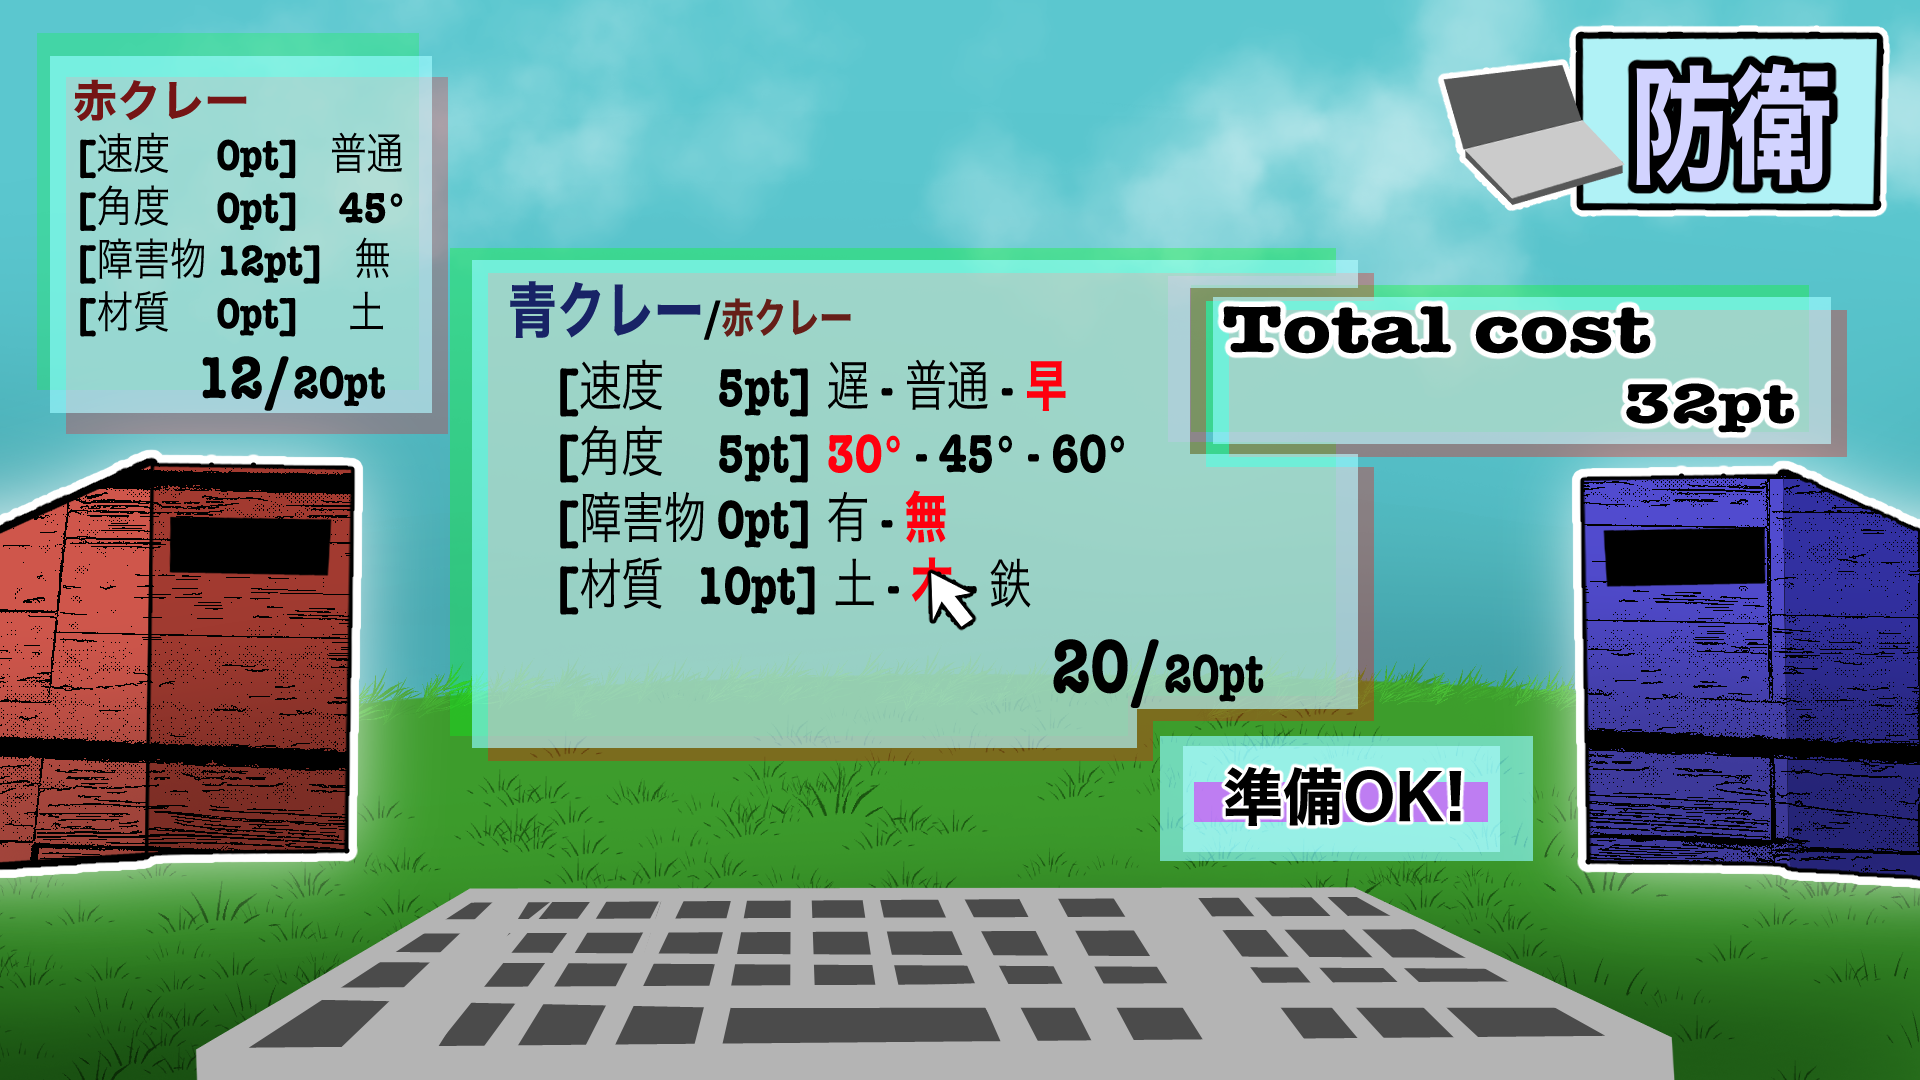 赤クレー
[速度 0pt] 普通
[角度 0pt] 45°
[障害物 12pt] 無
[材質 0pt] 土
12/20pt
防衛
青クレー/赤クレー
[速度 5pt] 遅 - 普通 - 早
[角度 5pt] 30° - 45° - 60°
[障害物 0pt] 有 - 無
[材質 10pt] 土 - 木 - 鉄
20/20pt
Total cost
32pt
準備OK!